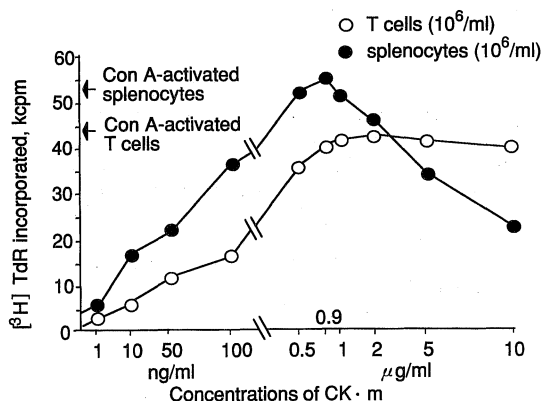 T cells (10⁶/ml)
splenocytes (10⁶/ml)
60
50
40
30
20
10
0
[³H] TdR incorporated, kcpm
Con A-activated
splenocytes
Con A-activated
T cells
0.9
1 10 50 100 0.5 1 2 5 10
ng/ml μg/ml
Concentrations of CK · m